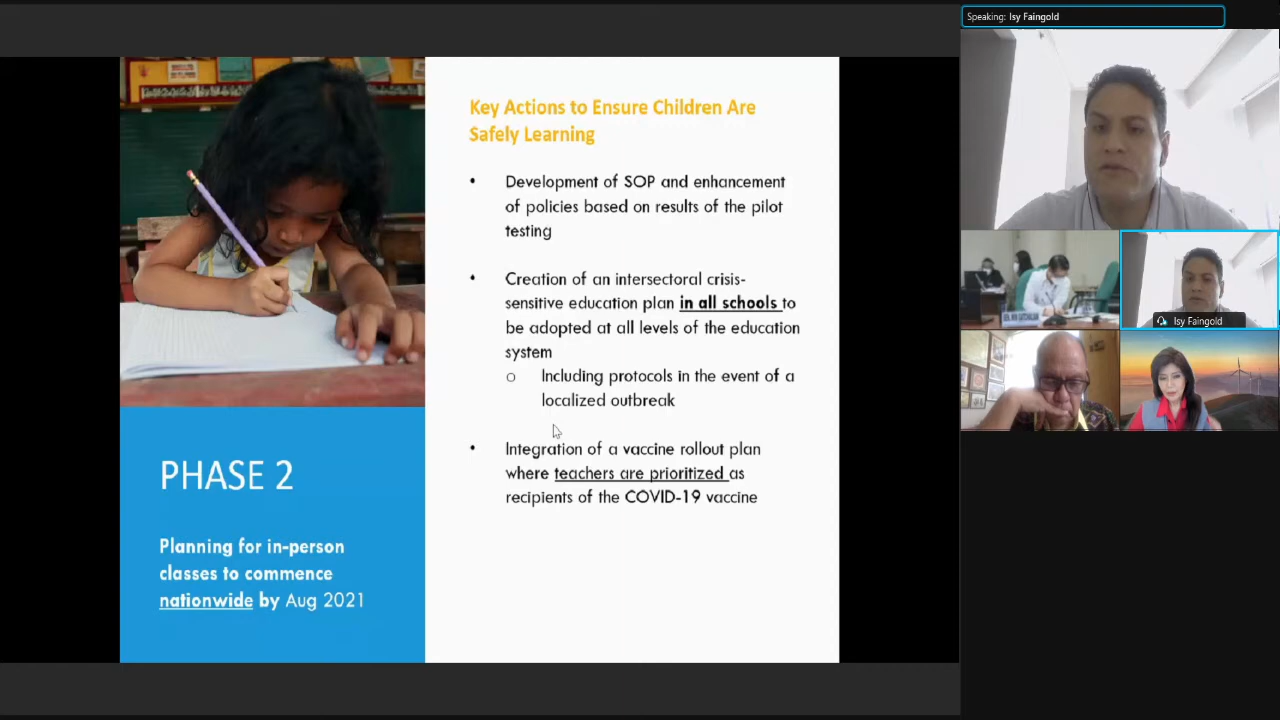 Speaking: Isy Faingold
Key Actions to Ensure Children Are
Safely Learning
• Development of SOP and enhancement
of policies based on results of the pilot
testing
• Creation of an intersectoral crisis-
sensitive education plan in all schools to
be adopted at all levels of the education
system
o Including protocols in the event of a
localized outbreak
• Integration of a vaccine rollout plan
where teachers are prioritized as
recipients of the COVID-19 vaccine
PHASE 2
Planning for in-person
classes to commence
nationwide by Aug 2021
Isy Faingold